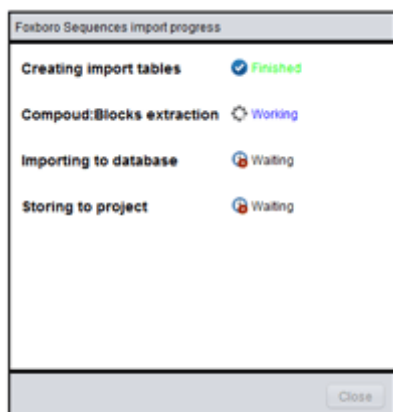 Foxboro Sequences import progress
Creating import tables Finished
Compoud:Blocks extraction Working
Importing to database Waiting
Storing to project Waiting
Close